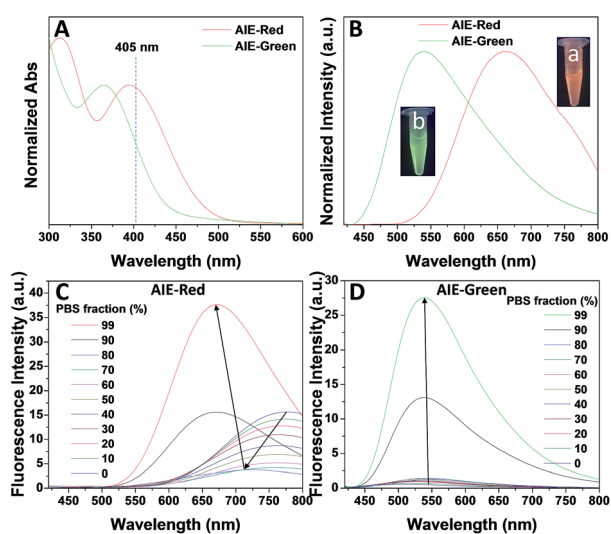 A
AIE-Red
AIE-Green
405 nm
Normalized Abs
300 350 400 450 500 550 600
Wavelength (nm)
B
AIE-Red
AIE-Green
a
b
Normalized Intensity (a.u.)
450 500 550 600 650 700 750 800
Wavelength (nm)
C
AIE-Red
PBS fraction (%)
99
90
80
70
60
50
40
30
20
10
0
Fluorescence Intensity (a.u.)
40
35
30
25
20
15
10
5
0
450 500 550 600 650 700 750 800
Wavelength (nm)
D
AIE-Green
PBS fraction (%)
99
90
80
70
60
50
40
30
20
10
0
Fluorescence Intensity (a.u.)
30
25
20
15
10
5
0
450 500 550 600 650 700 750 800
Wavelength (nm)